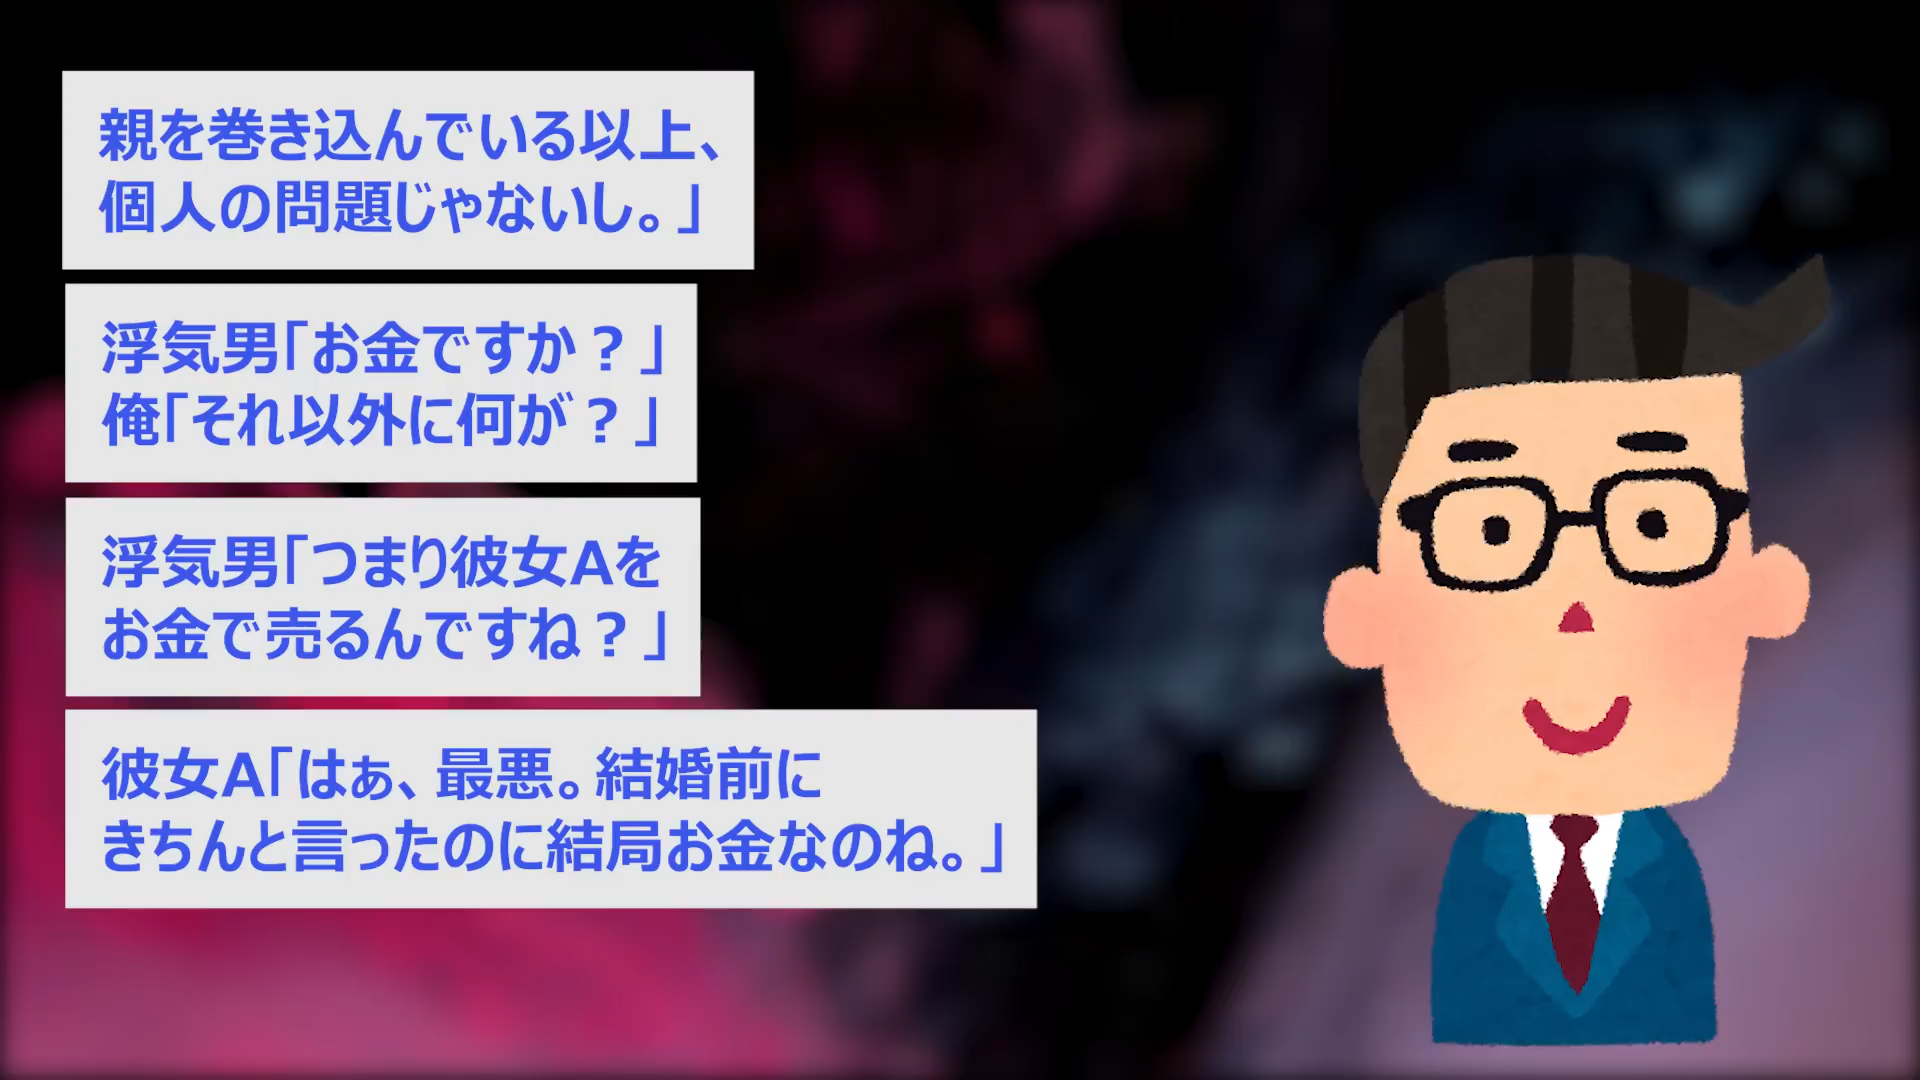 親を巻き込んでいる以上、
個人の問題じゃないし。」
浮気男「お金ですか？」
俺「それ以外に何が？」
浮気男「つまり彼女Aを
お金で売るんですね？」
彼女A「はぁ、最悪。結婚前に
きちんと言ったのに結局お金なのね。」